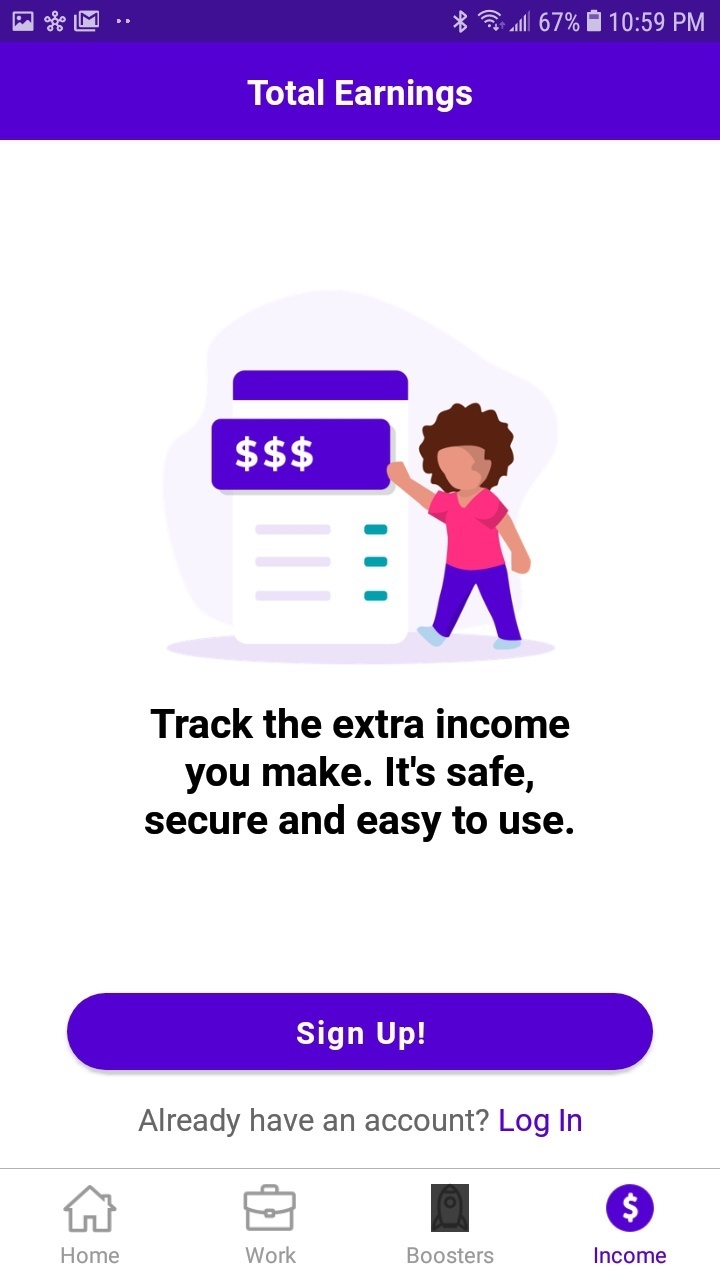 67% 10:59 PM
Total Earnings
$$$
Track the extra income
you make. It's safe,
secure and easy to use.
Sign Up!
Already have an account? Log In
$
Home Work Boosters Income